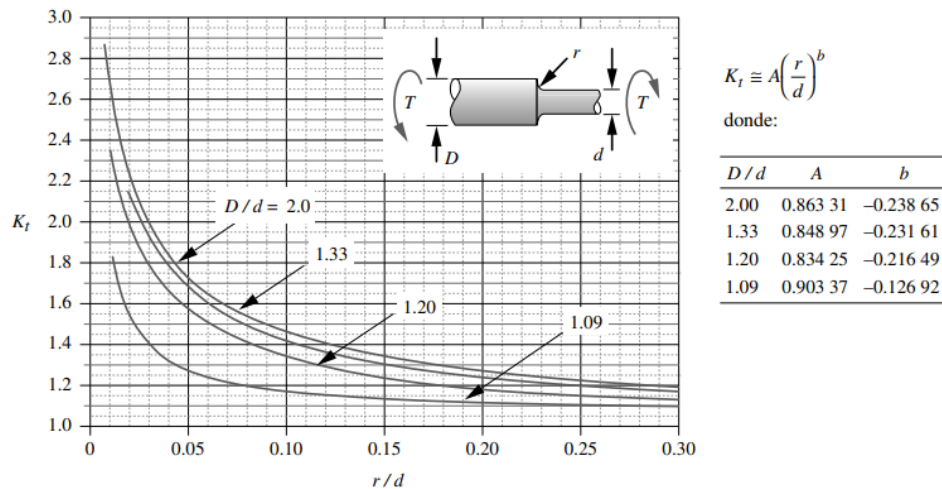 3.0
2.8
2.6
2.4
2.2
2.0
1.8
1.6
1.4
1.2
1.0
K_t
0 0.05 0.10 0.15 0.20 0.25 0.30
r / d
D / d = 2.0
1.33
1.20
1.09
r
T
T
D
d
K_t ≅ A(r/d)^b
donde:
D / d A b
2.00 0.863 31 –0.238 65
1.33 0.848 97 –0.231 61
1.20 0.834 25 –0.216 49
1.09 0.903 37 –0.126 92